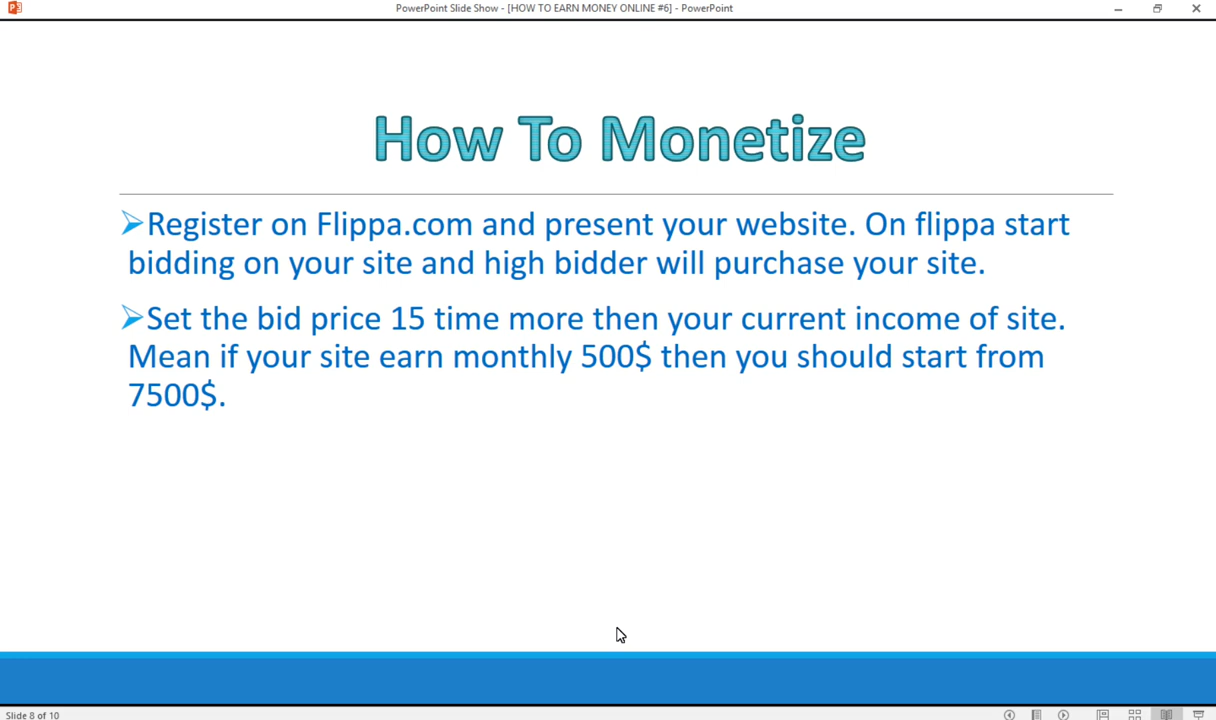 PowerPoint Slide Show - [HOW TO EARN MONEY ONLINE #6] - PowerPoint
How To Monetize
➢Register on Flippa.com and present your website. On flippa start
bidding on your site and high bidder will purchase your site.
➢Set the bid price 15 time more then your current income of site.
Mean if your site earn monthly 500$ then you should start from
7500$.
Slide 8 of 10